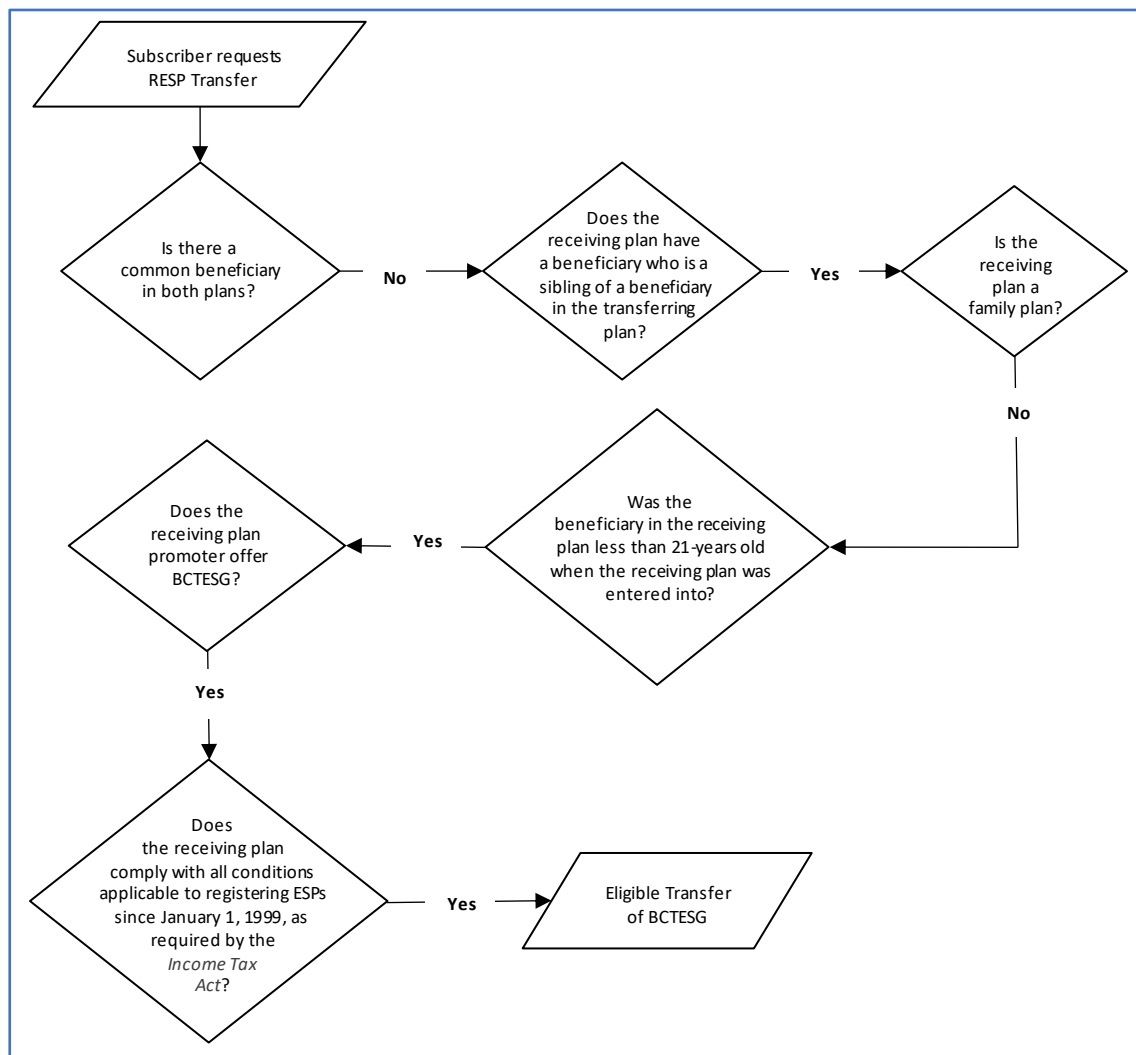 Subscriber requests
RESP Transfer
Is there a
common beneficiary
in both plans?
No
Does the
receiving plan have
a beneficiary who is a
sibling of a beneficiary
in the transferring
plan?
Yes
Is the
receiving
plan a
family plan?
No
Was the
beneficiary in the receiving
plan less than 21-years old
when the receiving plan was
entered into?
Yes
Does the
receiving plan
promoter offer
BCTESG?
Yes
Does
the receiving plan
comply with all conditions
applicable to registering ESPs
since January 1, 1999, as
required by the
Income Tax
Act?
Yes
Eligible Transfer
of BCTESG